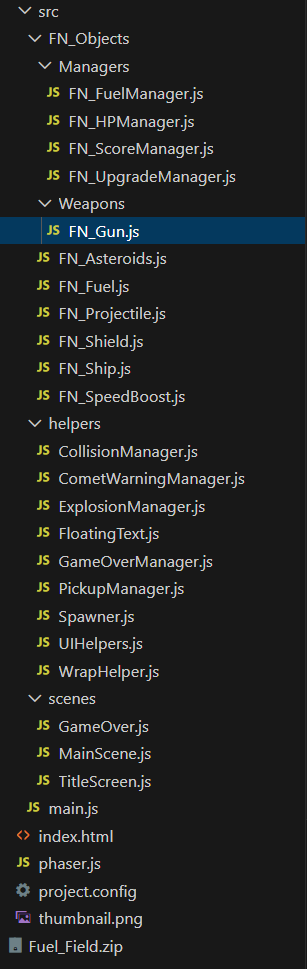 src
FN_Objects
Managers
JS FN_FuelManager.js
JS FN_HPManager.js
JS FN_ScoreManager.js
JS FN_UpgradeManager.js
Weapons
JS FN_Gun.js
JS FN_Asteroids.js
JS FN_Fuel.js
JS FN_Projectile.js
JS FN_Shield.js
JS FN_Ship.js
JS FN_SpeedBoost.js
helpers
JS CollisionManager.js
JS CometWarningManager.js
JS ExplosionManager.js
JS FloatingText.js
JS GameOverManager.js
JS PickupManager.js
JS Spawner.js
JS UIHelpers.js
JS WrapHelper.js
scenes
JS GameOver.js
JS MainScene.js
JS TitleScreen.js
JS main.js
<> index.html
JS phaser.js
project.config
thumbnail.png
Fuel_Field.zip